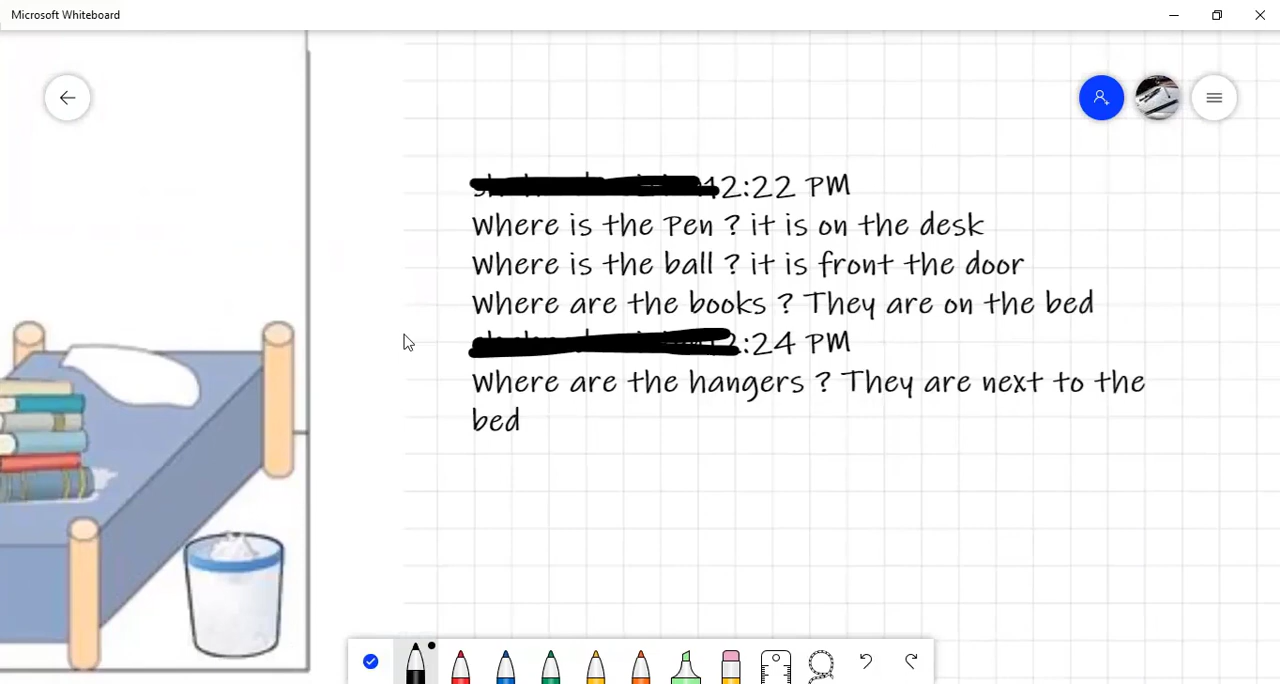 Microsoft Whiteboard
2:22 PM
Where is the Pen ? it is on the desk
Where is the ball ? it is front the door
Where are the books ? They are on the bed
:24 PM
Where are the hangers ? They are next to the
bed